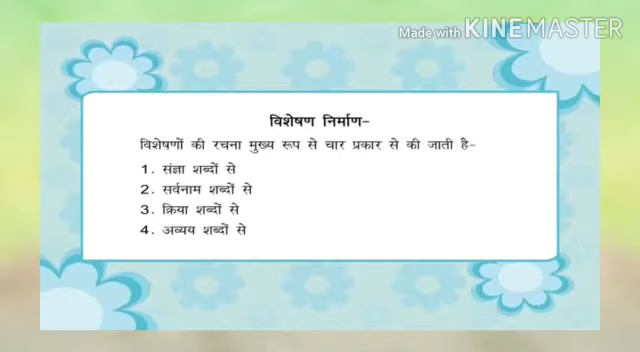 Made with KINEMASTER
विशेषण निर्माण–
विशेषणों की रचना मुख्य रूप से चार प्रकार से की जाती है–
1. संज्ञा शब्दों से
2. सर्वनाम शब्दों से
3. क्रिया शब्दों से
4. अव्यय शब्दों से